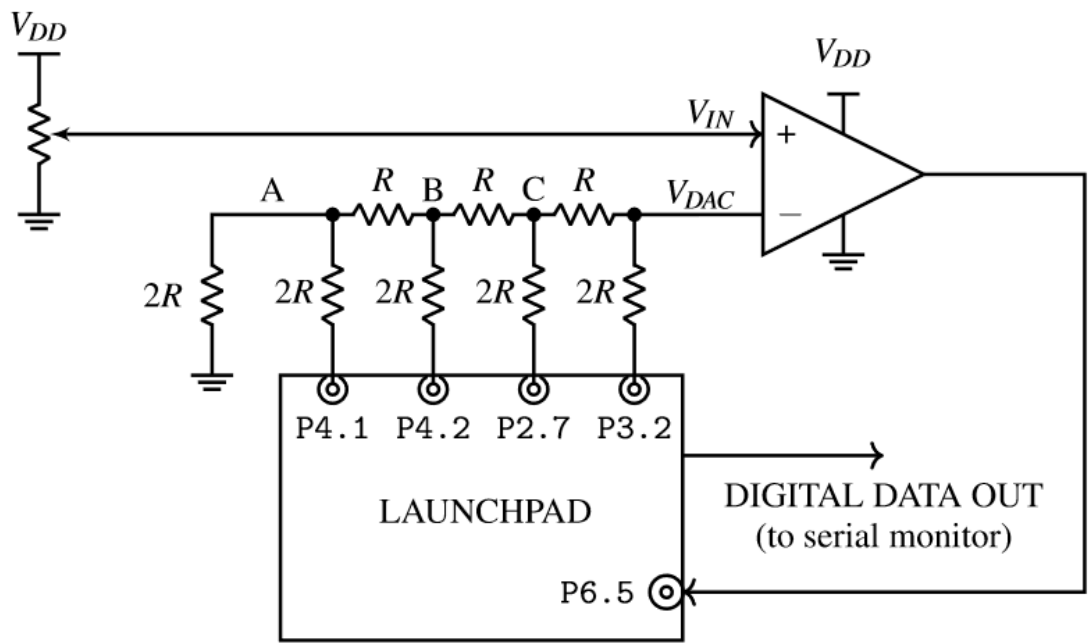 V_DD
V_DD
V_IN
+
A
R
B
R
C
R
V_DAC
−
2R
2R
2R
2R
2R
P4.1 P4.2 P2.7 P3.2
LAUNCHPAD
DIGITAL DATA OUT
(to serial monitor)
P6.5